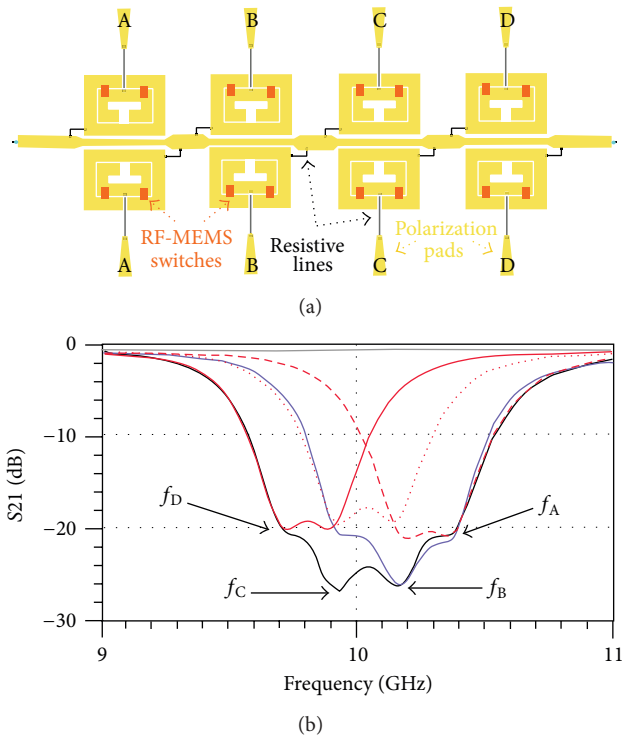 A B C D
RF-MEMS
switches
Resistive
lines
Polarization
pads
A B C D
(a)
0
−10
−20
−30
S21 (dB)
fD
fC
fA
fB
9 10 11
Frequency (GHz)
(b)